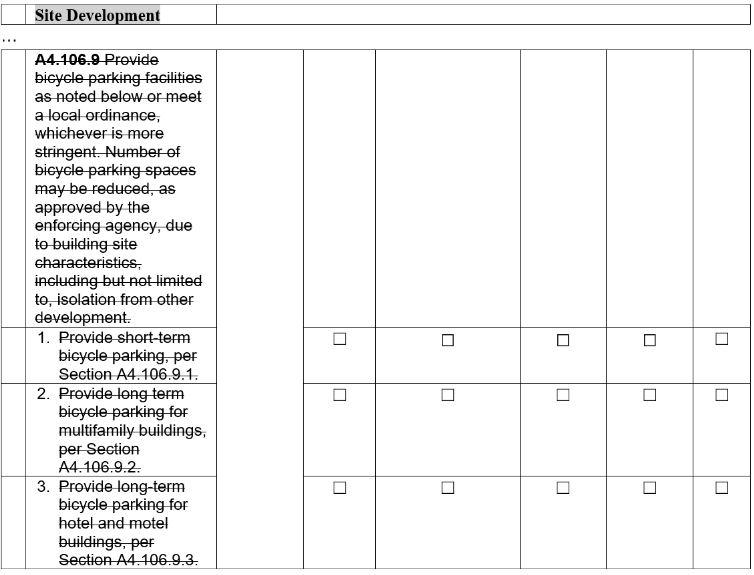 Site Development
...
A4.106.9 Provide
bicycle parking facilities
as noted below or meet
a local ordinance,
whichever is more
stringent. Number of
bicycle parking spaces
may be reduced, as
approved by the
enforcing agency, due
to building site
characteristics,
including but not limited
to, isolation from other
development.
1. Provide short-term
bicycle parking, per
Section A4.106.9.1.
2. Provide long term
bicycle parking for
multifamily buildings,
per Section
A4.106.9.2.
3. Provide long-term
bicycle parking for
hotel and motel
buildings, per
Section A4.106.9.3.